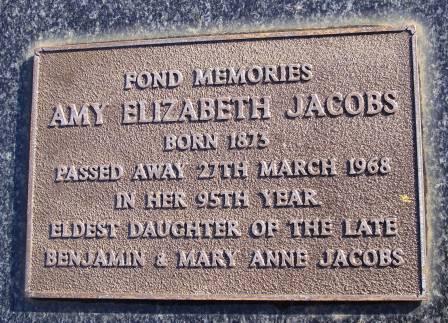 FOND MEMORIES
AMY ELIZABETH JACOBS
BORN 1873
PASSED AWAY 27TH MARCH 1968
IN HER 95TH YEAR
ELDEST DAUGHTER OF THE LATE
BENJAMIN & MARY ANNE JACOBS